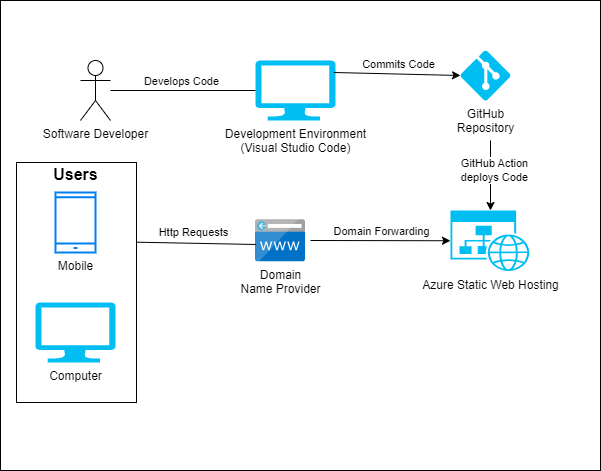 Develops Code
Commits Code
Software Developer
Development Environment
(Visual Studio Code)
GitHub
Repository
GitHub Action
deploys Code
Users
Mobile
Http Requests
WWW
Domain
Name Provider
Domain Forwarding
Azure Static Web Hosting
Computer